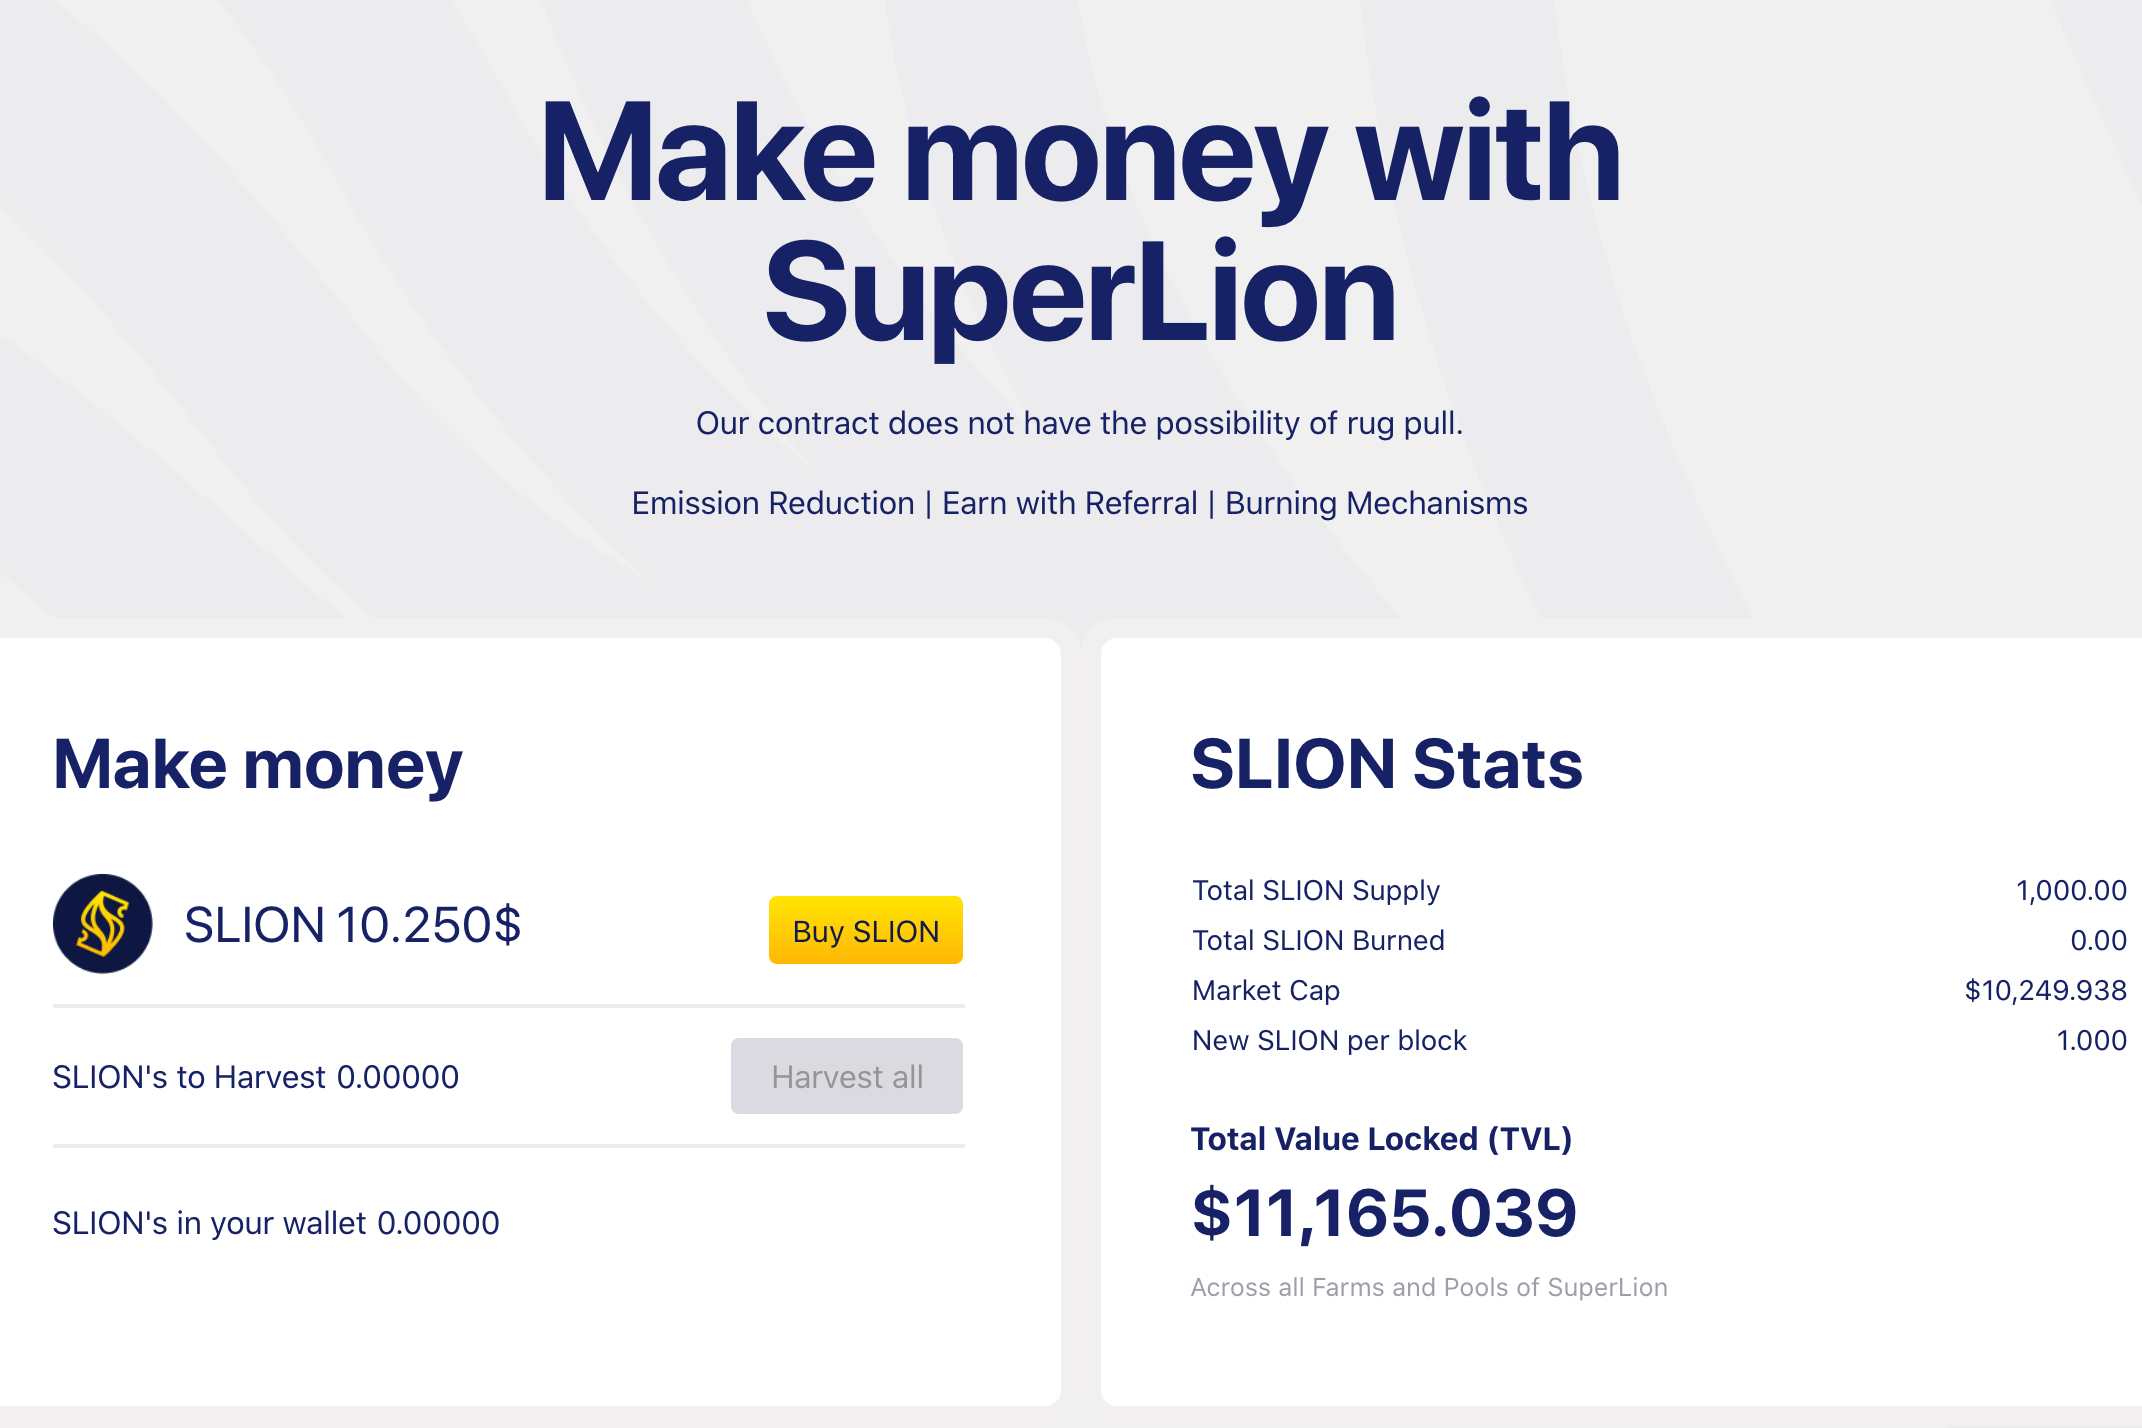 Make money with
SuperLion
Our contract does not have the possibility of rug pull.
Emission Reduction | Earn with Referral | Burning Mechanisms
Make money
SLION 10.250$
Buy SLION
SLION's to Harvest 0.00000
Harvest all
SLION's in your wallet 0.00000
SLION Stats
Total SLION Supply 1,000.00
Total SLION Burned 0.00
Market Cap $10,249.938
New SLION per block 1.000
Total Value Locked (TVL)
$11,165.039
Across all Farms and Pools of SuperLion